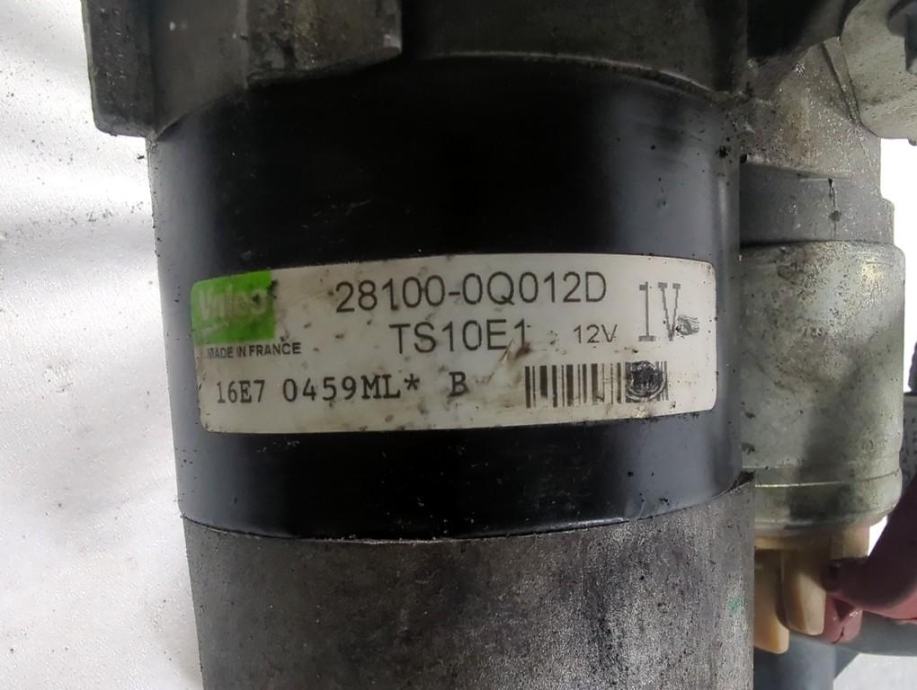 Valeo 28100-0Q012D 1V
TS10E1 12V
MADE IN FRANCE
16E7 0459ML* B